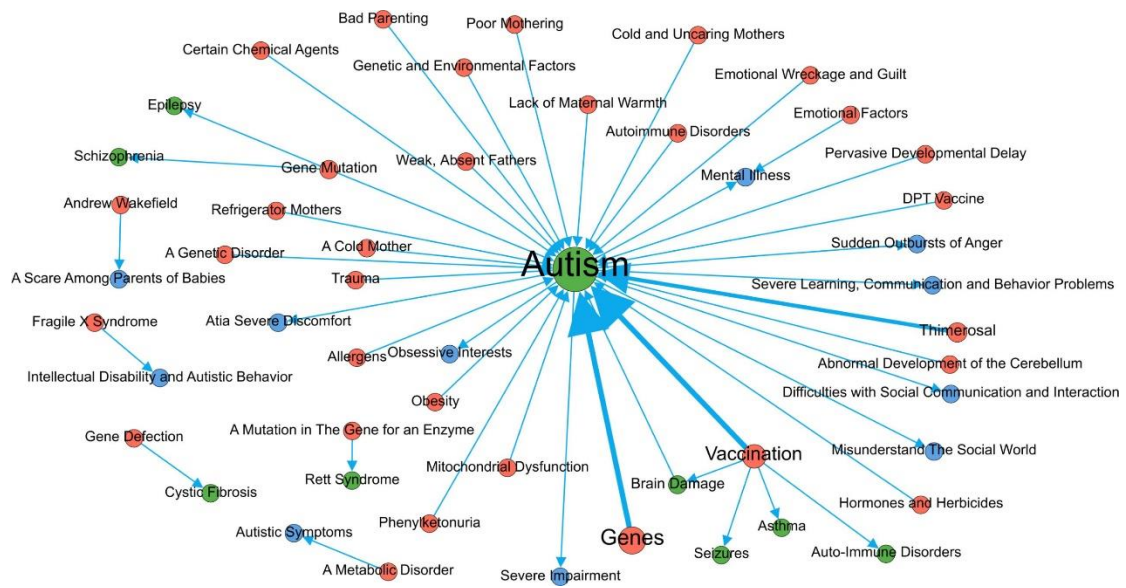 Bad Parenting
Poor Mothering
Cold and Uncaring Mothers
Certain Chemical Agents
Genetic and Environmental Factors
Emotional Wreckage and Guilt
Epilepsy
Lack of Maternal Warmth
Emotional Factors
Autoimmune Disorders
Schizophrenia
Gene Mutation
Weak, Absent Fathers
Mental Illness
Pervasive Developmental Delay
Andrew Wakefield
Refrigerator Mothers
DPT Vaccine
A Genetic Disorder
A Cold Mother
Sudden Outbursts of Anger
Autism
A Scare Among Parents of Babies
Trauma
Severe Learning, Communication and Behavior Problems
Fragile X Syndrome
Atia Severe Discomfort
Thimerosal
Allergens
Obsessive Interests
Abnormal Development of the Cerebellum
Intellectual Disability and Autistic Behavior
Difficulties with Social Communication and Interaction
Obesity
Gene Defection
A Mutation in The Gene for an Enzyme
Vaccination
Misunderstand The Social World
Mitochondrial Dysfunction
Rett Syndrome
Brain Damage
Cystic Fibrosis
Hormones and Herbicides
Phenylketonuria
Autistic Symptoms
Genes
Asthma
Seizures
Auto-Immune Disorders
A Metabolic Disorder
Severe Impairment